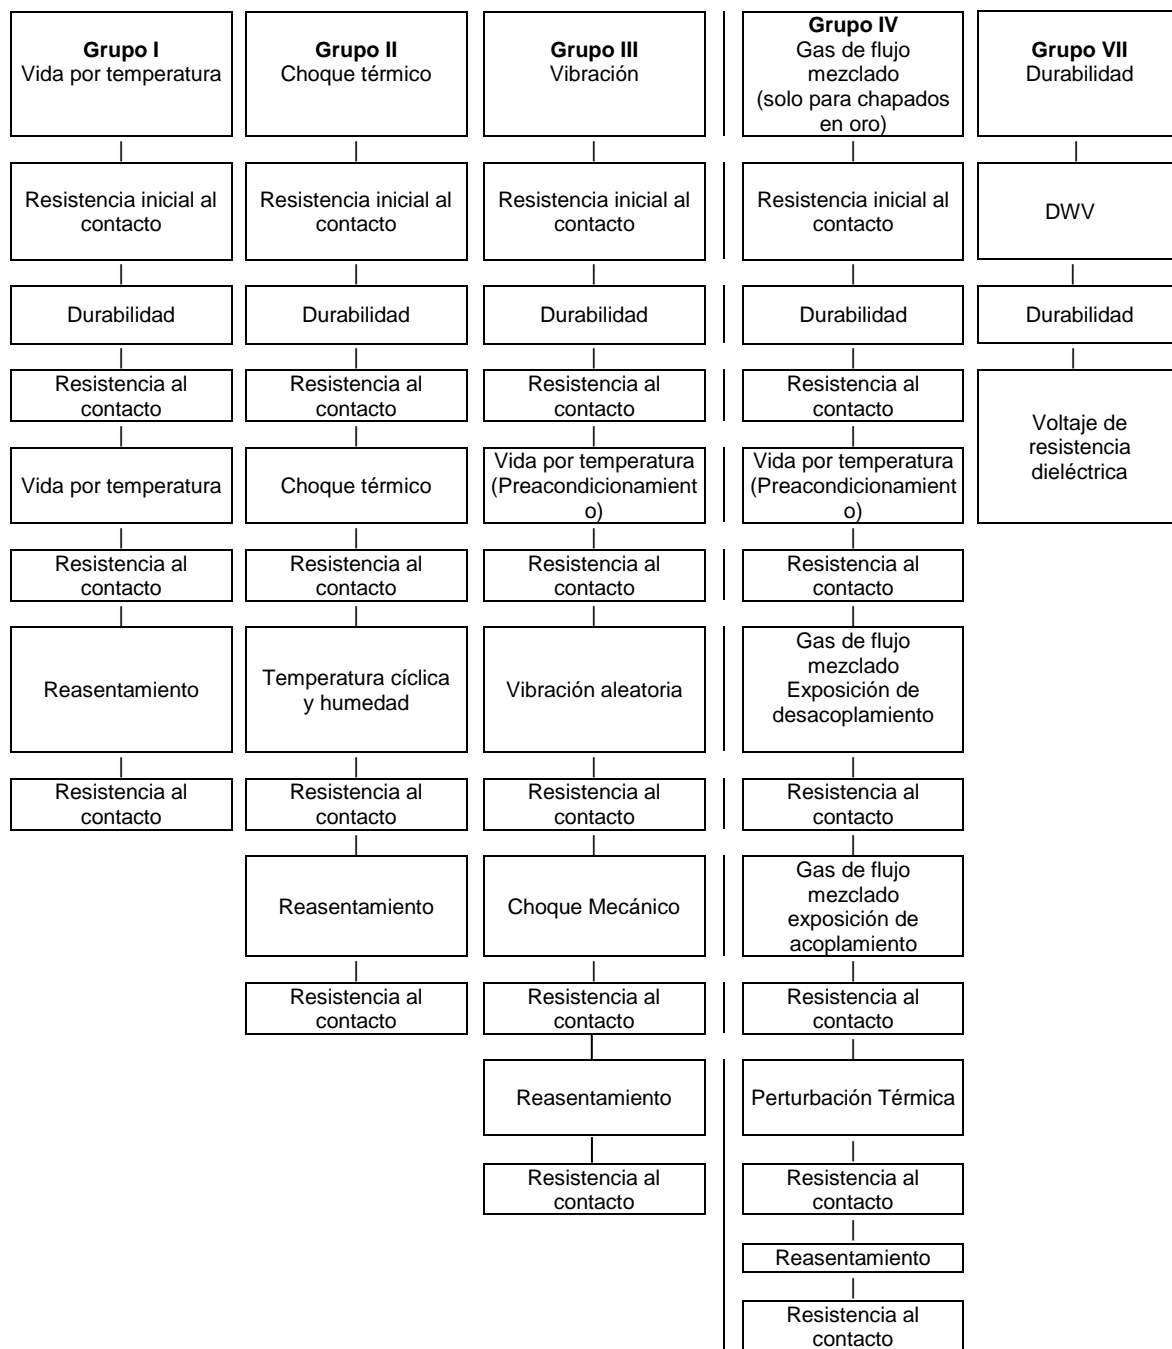 Grupo I
Vida por temperatura
Resistencia inicial al
contacto
Durabilidad
Resistencia al
contacto
Vida por temperatura
Resistencia al
contacto
Reasentamiento
Resistencia al
contacto
Grupo II
Choque térmico
Resistencia inicial al
contacto
Durabilidad
Resistencia al
contacto
Choque térmico
Resistencia al
contacto
Temperatura cíclica
y humedad
Resistencia al
contacto
Reasentamiento
Resistencia al
contacto
Grupo III
Vibración
Resistencia inicial al
contacto
Durabilidad
Resistencia al
contacto
Vida por temperatura
(Preacondicionamient
o)
Resistencia al
contacto
Vibración aleatoria
Resistencia al
contacto
Choque Mecánico
Resistencia al
contacto
Reasentamiento
Resistencia al
contacto
Grupo IV
Gas de flujo
mezclado
(solo para chapados
en oro)
Resistencia inicial al
contacto
Durabilidad
Resistencia al
contacto
Vida por temperatura
(Preacondicionamient
o)
Resistencia al
contacto
Gas de flujo
mezclado
Exposición de
desacoplamiento
Resistencia al
contacto
Gas de flujo
mezclado
exposición de
acoplamiento
Resistencia al
contacto
Perturbación Térmica
Resistencia al
contacto
Reasentamiento
Resistencia al
contacto
Grupo VII
Durabilidad
DWV
Durabilidad
Voltaje de
resistencia
dieléctrica